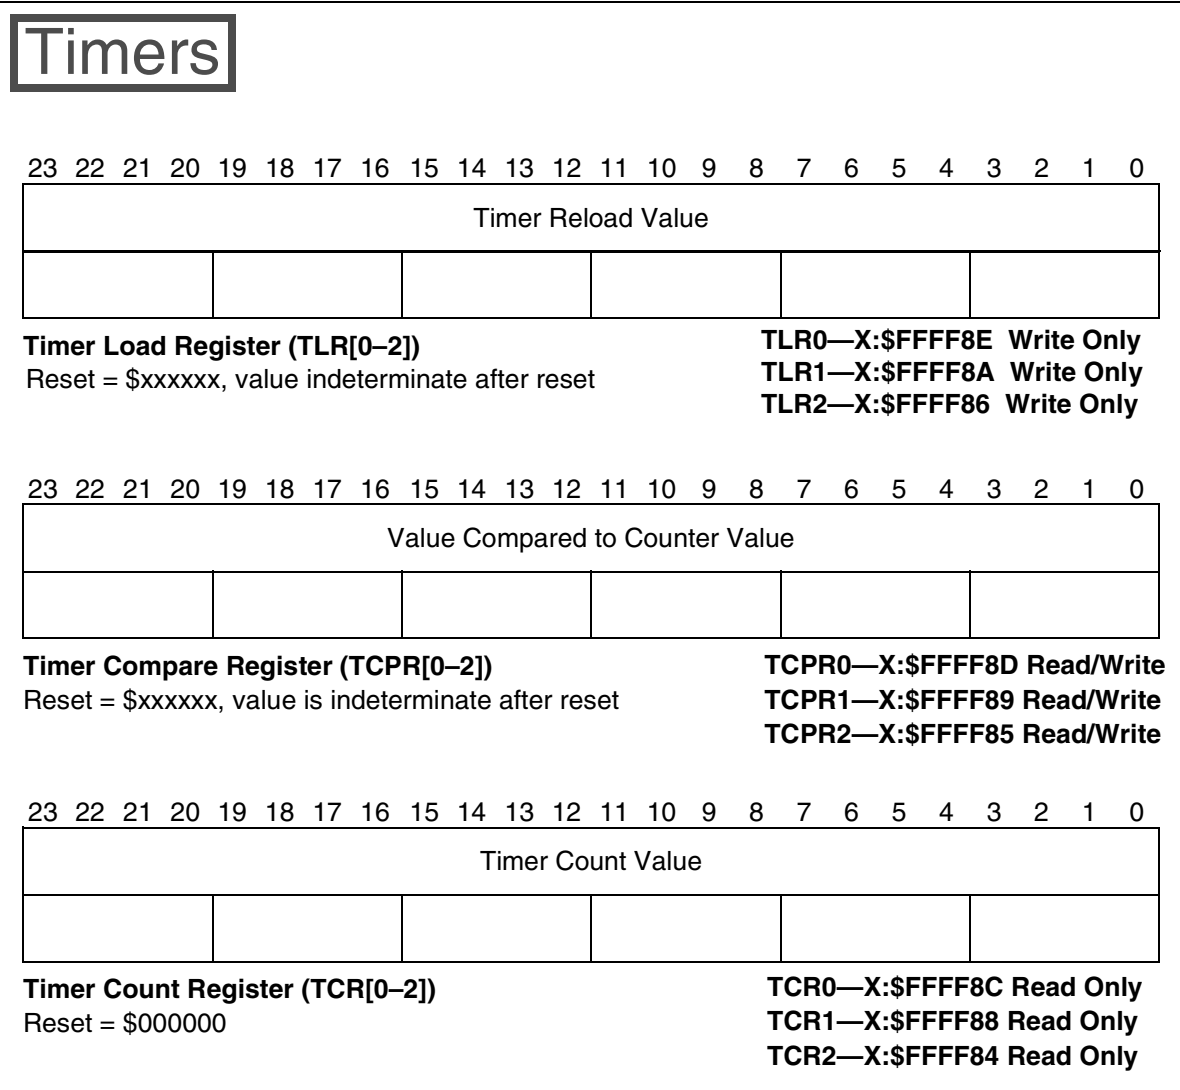 Timers
23 22 21 20 19 18 17 16 15 14 13 12 11 10 9 8 7 6 5 4 3 2 1 0
Timer Reload Value
Timer Load Register (TLR[0–2])
Reset = $xxxxxx, value indeterminate after reset
TLR0—X:$FFFF8E Write Only
TLR1—X:$FFFF8A Write Only
TLR2—X:$FFFF86 Write Only
23 22 21 20 19 18 17 16 15 14 13 12 11 10 9 8 7 6 5 4 3 2 1 0
Value Compared to Counter Value
Timer Compare Register (TCPR[0–2])
Reset = $xxxxxx, value is indeterminate after reset
TCPR0—X:$FFFF8D Read/Write
TCPR1—X:$FFFF89 Read/Write
TCPR2—X:$FFFF85 Read/Write
23 22 21 20 19 18 17 16 15 14 13 12 11 10 9 8 7 6 5 4 3 2 1 0
Timer Count Value
Timer Count Register (TCR[0–2])
Reset = $000000
TCR0—X:$FFFF8C Read Only
TCR1—X:$FFFF88 Read Only
TCR2—X:$FFFF84 Read Only